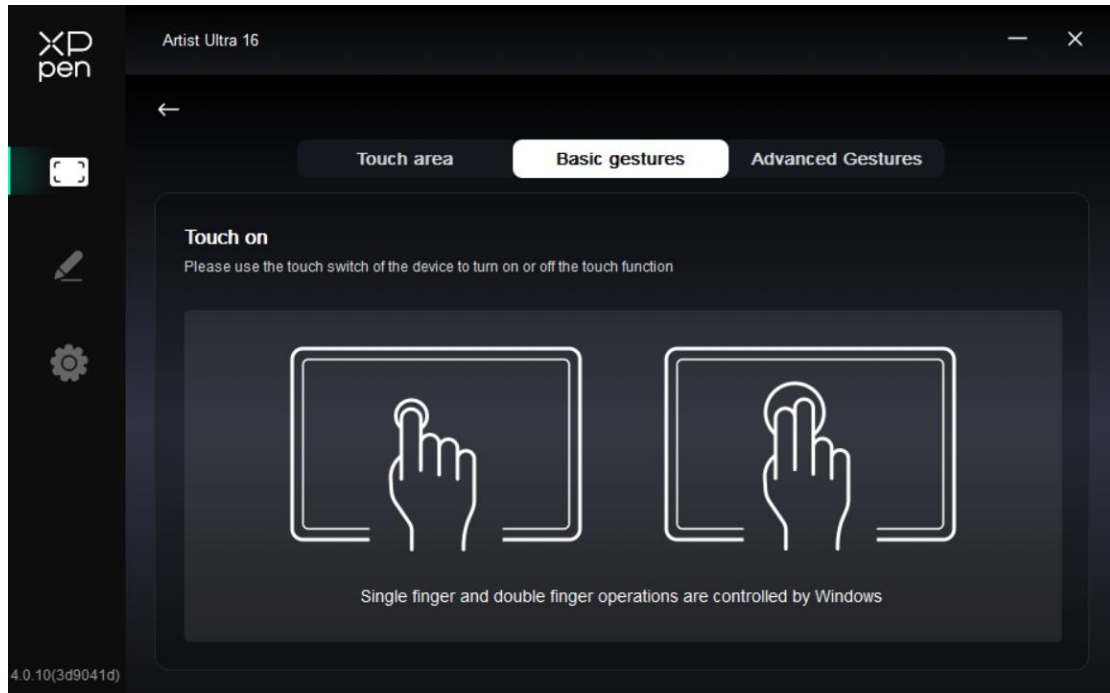 XP
pen
Artist Ultra 16
Touch area
Basic gestures
Advanced Gestures
Touch on
Please use the touch switch of the device to turn on or off the touch function
Single finger and double finger operations are controlled by Windows
4.0.10(3d9041d)